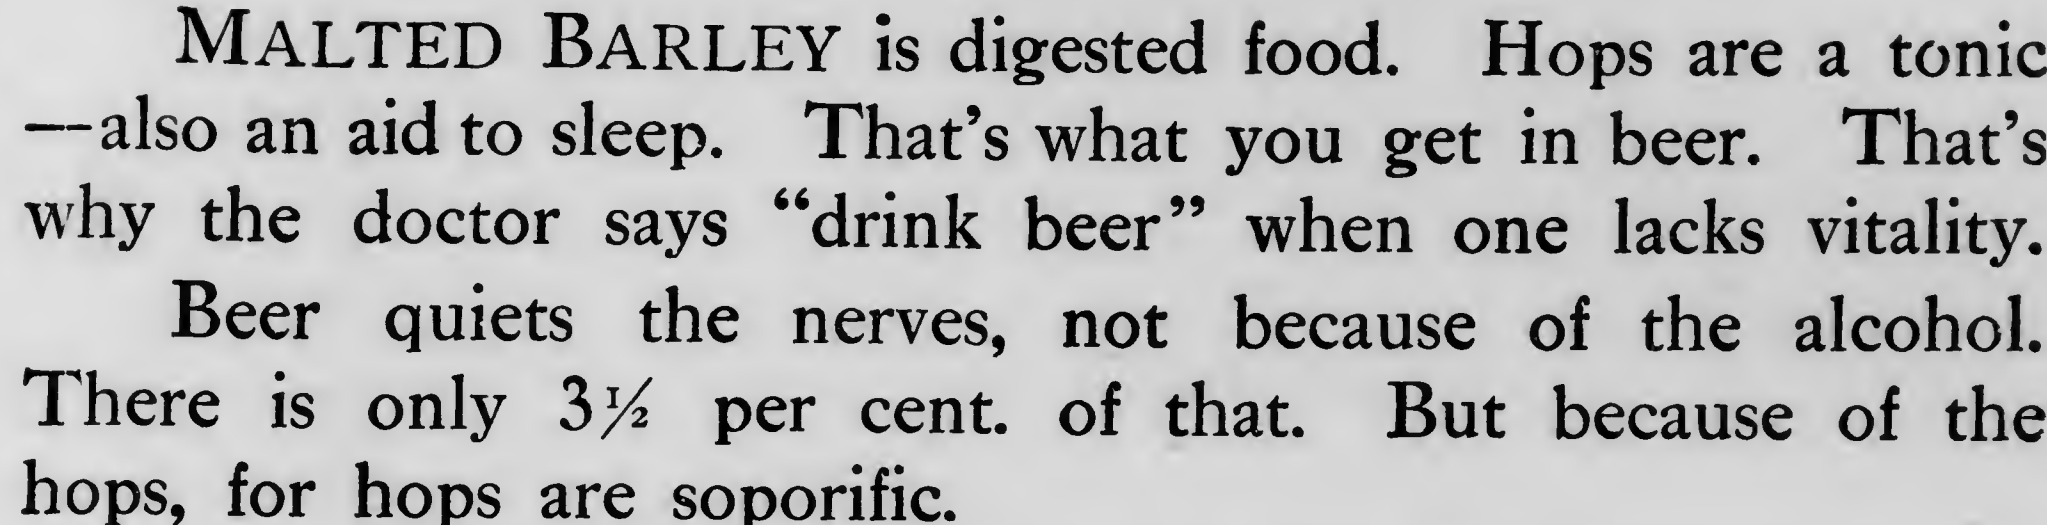 MALTED BARLEY is digested food. Hops are a tonic
—also an aid to sleep. That’s what you get in beer. That’s
why the doctor says “drink beer” when one lacks vitality.
Beer quiets the nerves, not because of the alcohol.
There is only 3½ per cent. of that. But because of the
hops, for hops are soporific.